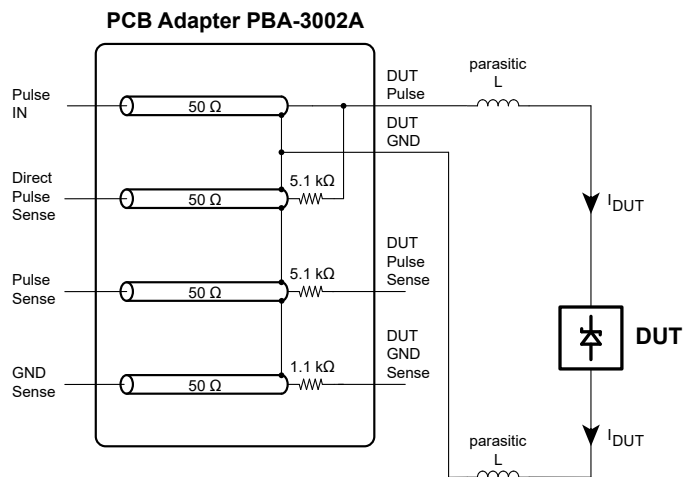 PCB Adapter PBA-3002A
Pulse
IN
50 Ω
DUT
Pulse
parasitic
L
DUT
GND
Direct
Pulse
Sense
50 Ω
5.1 kΩ
I_DUT
Pulse
Sense
50 Ω
5.1 kΩ
DUT
Pulse
Sense
DUT
GND
Sense
50 Ω
1.1 kΩ
DUT
GND
Sense
I_DUT
parasitic
L